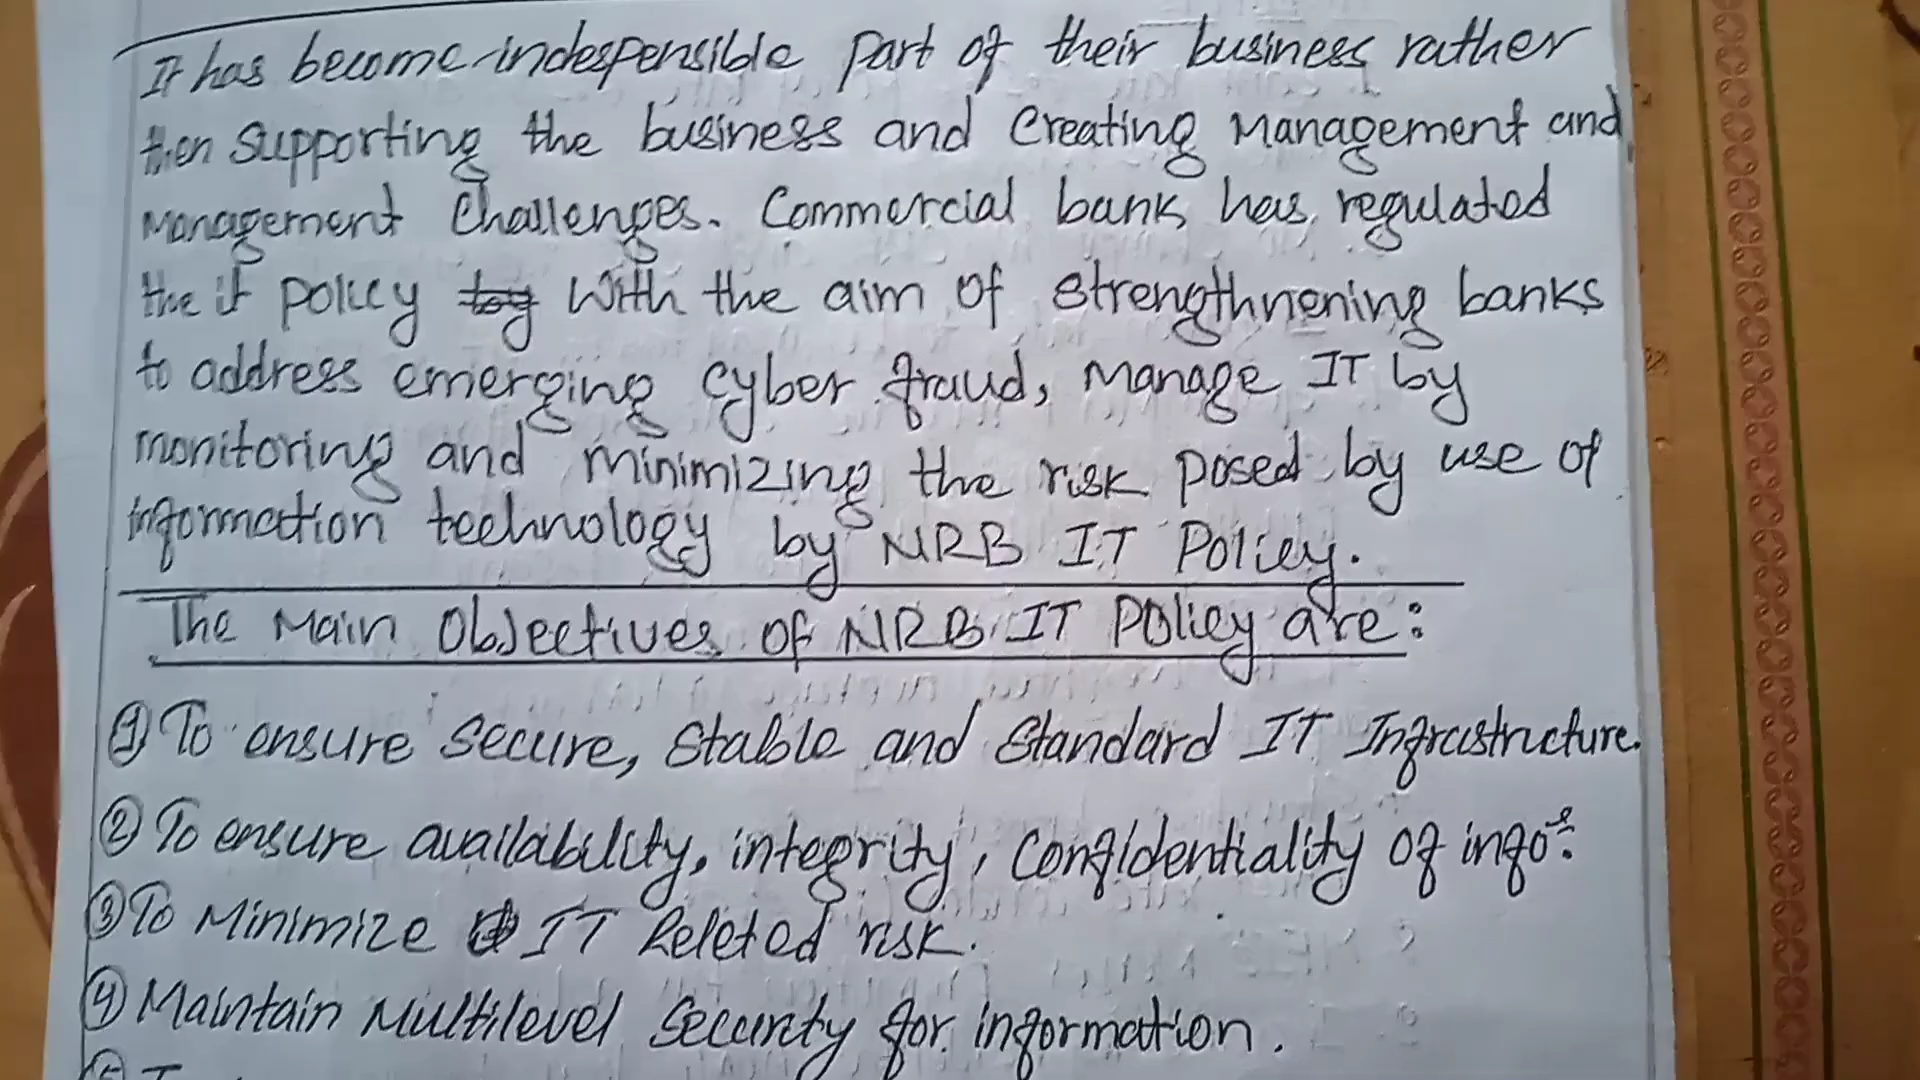 It has become indespensible part of their business rather
then supporting the business and Creating Management and
Management Challenges. Commercial bank has regulated
the it policy with the aim of strengthnening banks
to address emerging cyber fraud, manage IT by
monitoring and minimizing the risk posed by use of
information technology by NRB IT Policy.
The Main Objectives of NRB IT Policy are:
① To ensure Secure, Stable and Standard IT Infrastructure.
② To ensure availability, integrity, Confidentiality of info
③ To Minimize IT Releted risk.
④ Maintain Multilevel Security for information.